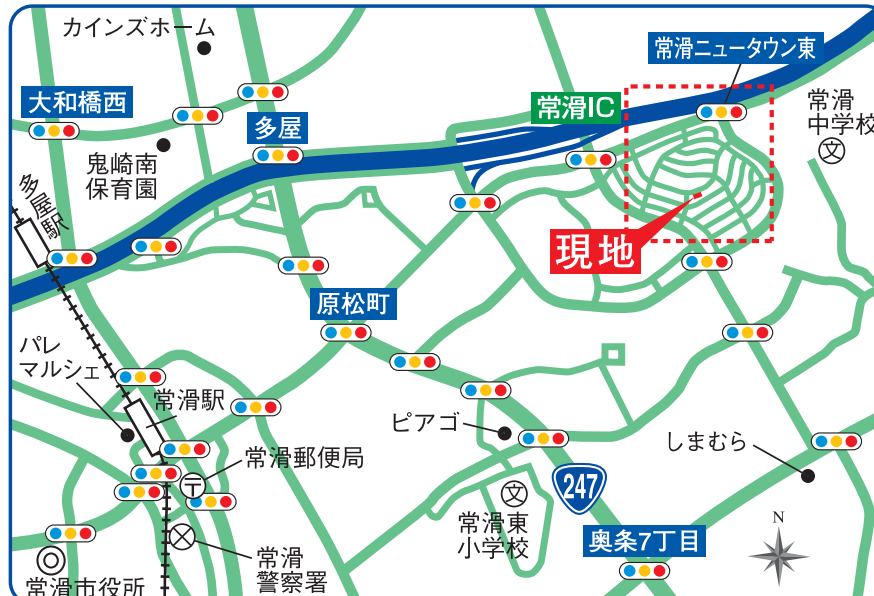 カインズホーム
常滑ニュータウン東
大和橋西
常滑IC
常滑
中学校
文
多屋
鬼崎南
保育園
多屋駅
現地
原松町
パレ
マルシェ
常滑駅
ピアゴ
しまむら
常滑郵便局
〒
247
文
常滑東
小学校
N
奥条7丁目
常滑
警察署
常滑市役所